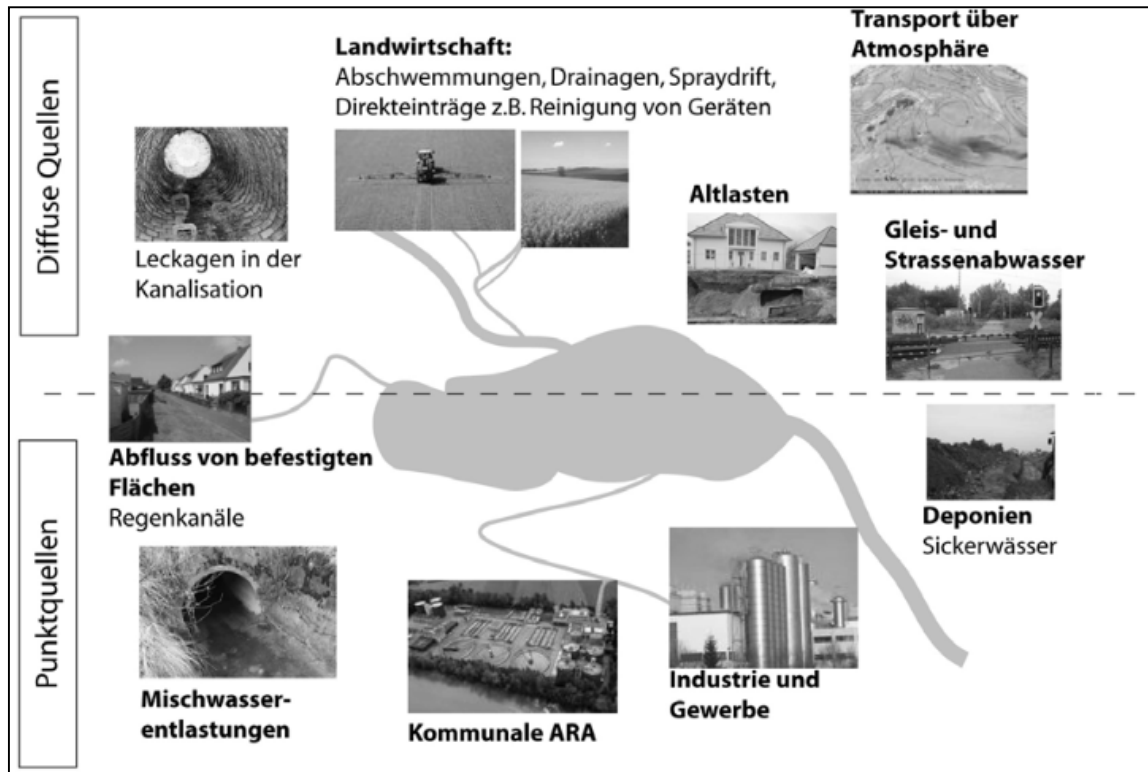 Diffuse Quellen
Punktquellen
Landwirtschaft:
Abschwemmungen, Drainagen, Spraydrift,
Direkteinträge z.B. Reinigung von Geräten
Transport über
Atmosphäre
Leckagen in der
Kanalisation
Altlasten
Gleis- und
Strassenabwasser
Abfluss von befestigten
Flächen
Regenkanäle
Deponien
Sickerwässer
Mischwasser-
entlastungen
Kommunale ARA
Industrie und
Gewerbe